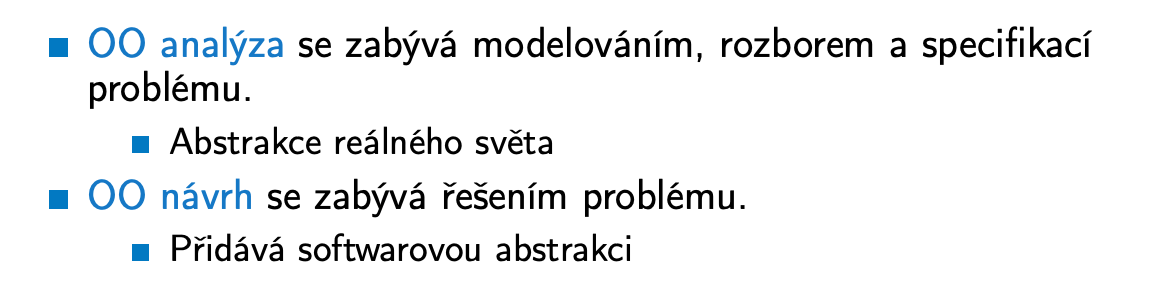 OO analýza se zabývá modelováním, rozborem a specifikací
problému.
Abstrakce reálného světa
OO návrh se zabývá řešením problému.
Přidává softwarovou abstrakci